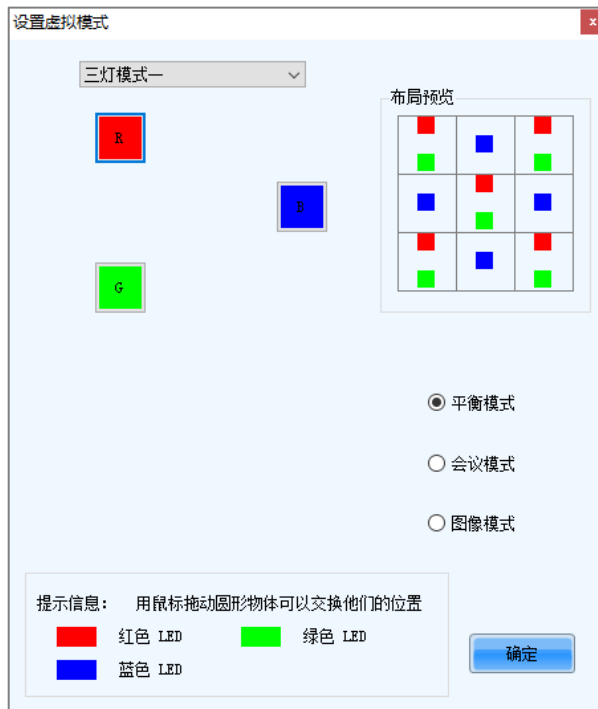 设置虚拟模式
x
三灯模式一
布局预览
R
B
G
平衡模式
会议模式
图像模式
提示信息： 用鼠标拖动圆形物体可以交换他们的位置
红色 LED 绿色 LED
蓝色 LED
确定